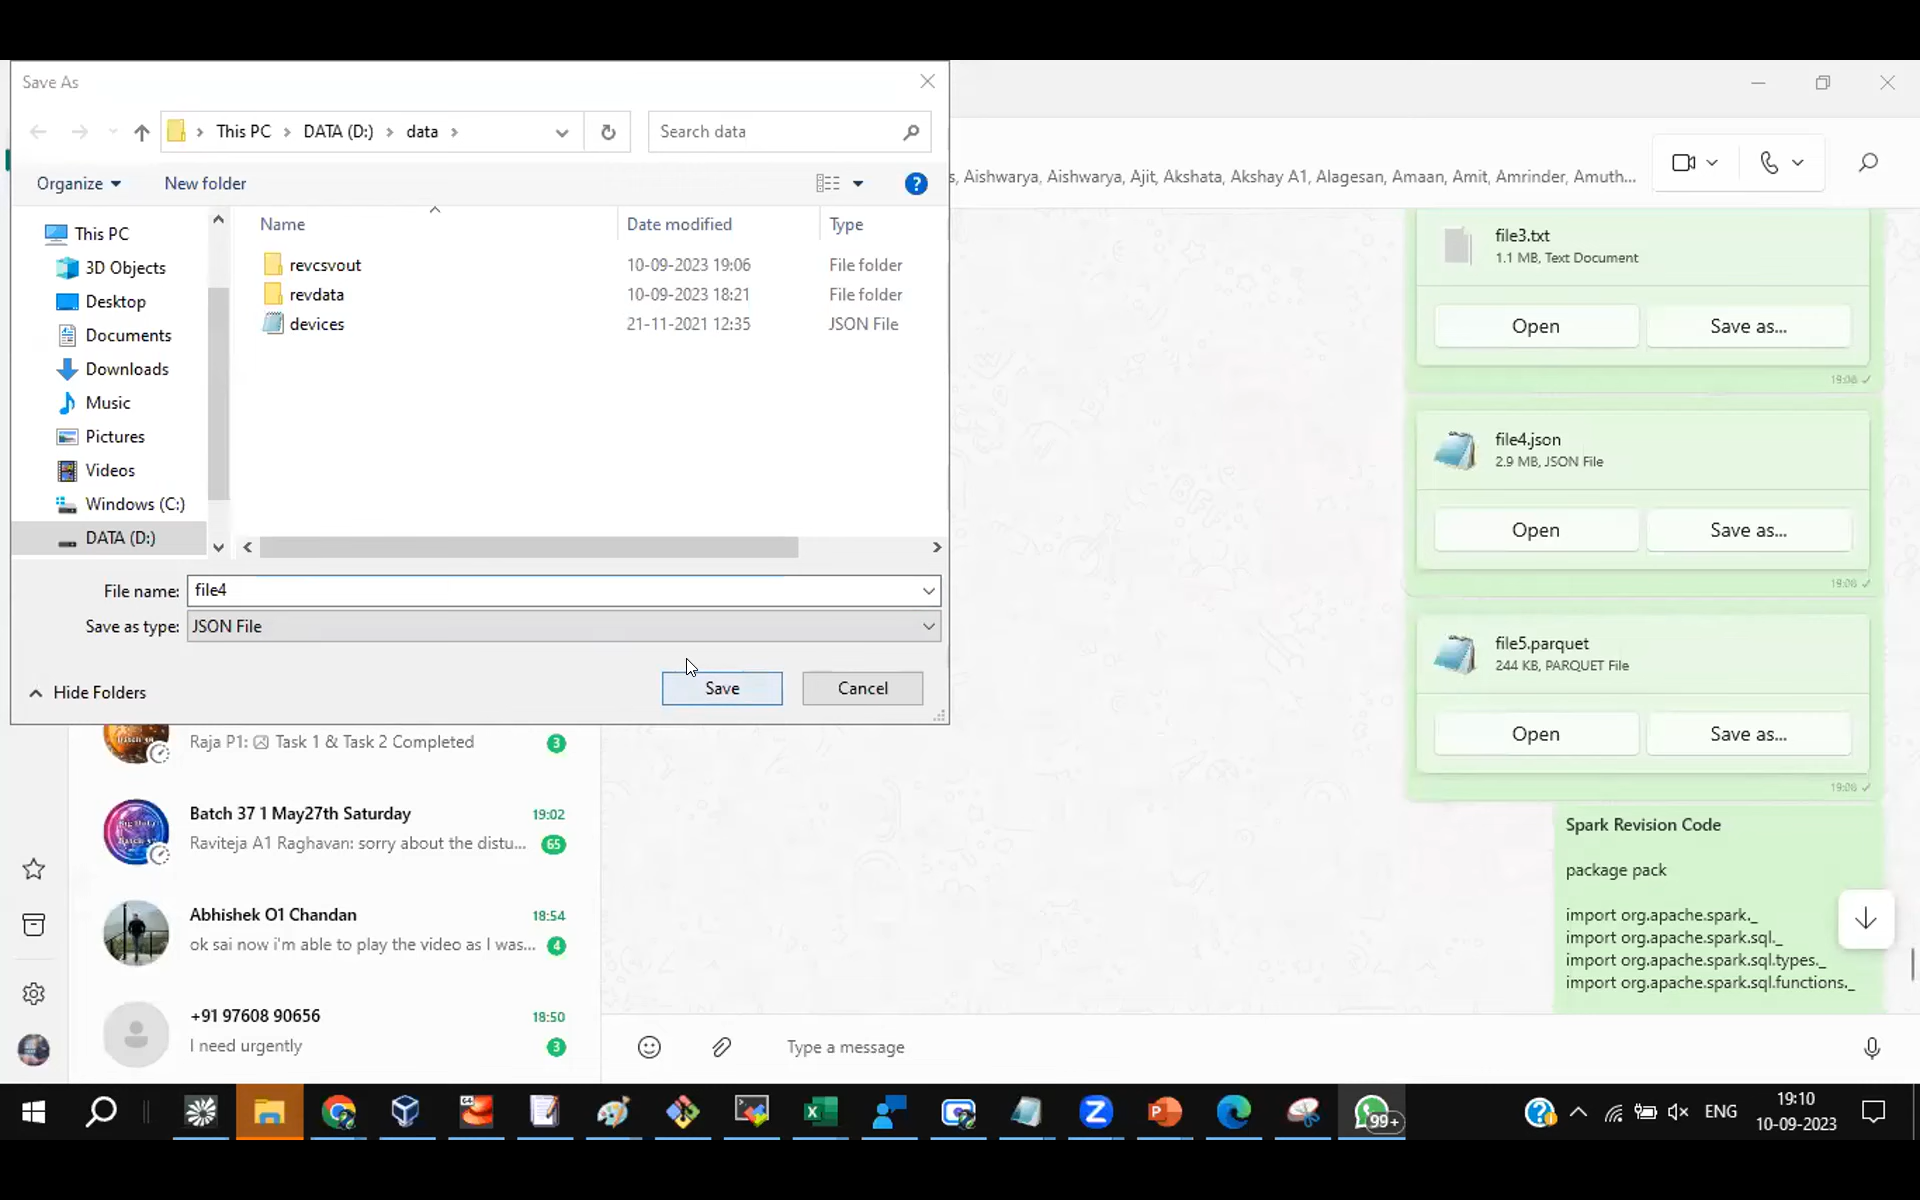 Save As
This PC
DATA (D:)
data
Search data
Organize
New folder
Name
Date modified
Type
This PC
3D Objects
Desktop
Documents
Downloads
Music
Pictures
Videos
Windows (C:)
DATA (D:)
revcsvout 10-09-2023 19:06 File folder
revdata 10-09-2023 18:21 File folder
devices 21-11-2021 12:35 JSON File
File name: file4
Save as type: JSON File
Hide Folders
Save
Cancel
s, Aishwarya, Aishwarya, Ajit, Akshata, Akshay A1, Alagesan, Amaan, Amit, Amrinder, Amuth...
file3.txt
1.1 MB, Text Document
Open
Save as...
19:08
file4.json
2.9 MB, JSON File
Open
Save as...
19:08
file5.parquet
244 KB, PARQUET File
Open
Save as...
19:08
Spark Revision Code
package pack
import org.apache.spark._
import org.apache.spark.sql._
import org.apache.spark.sql.types._
import org.apache.spark.sql.functions._
Raja P1: Task 1 & Task 2 Completed
3
Batch 37 1 May27th Saturday
19:02
Raviteja A1 Raghavan: sorry about the distu...
65
Abhishek O1 Chandan
18:54
ok sai now i'm able to play the video as I was...
4
+91 97608 90656
18:50
I need urgently
3
Type a message
64
99+
ENG
19:10
10-09-2023